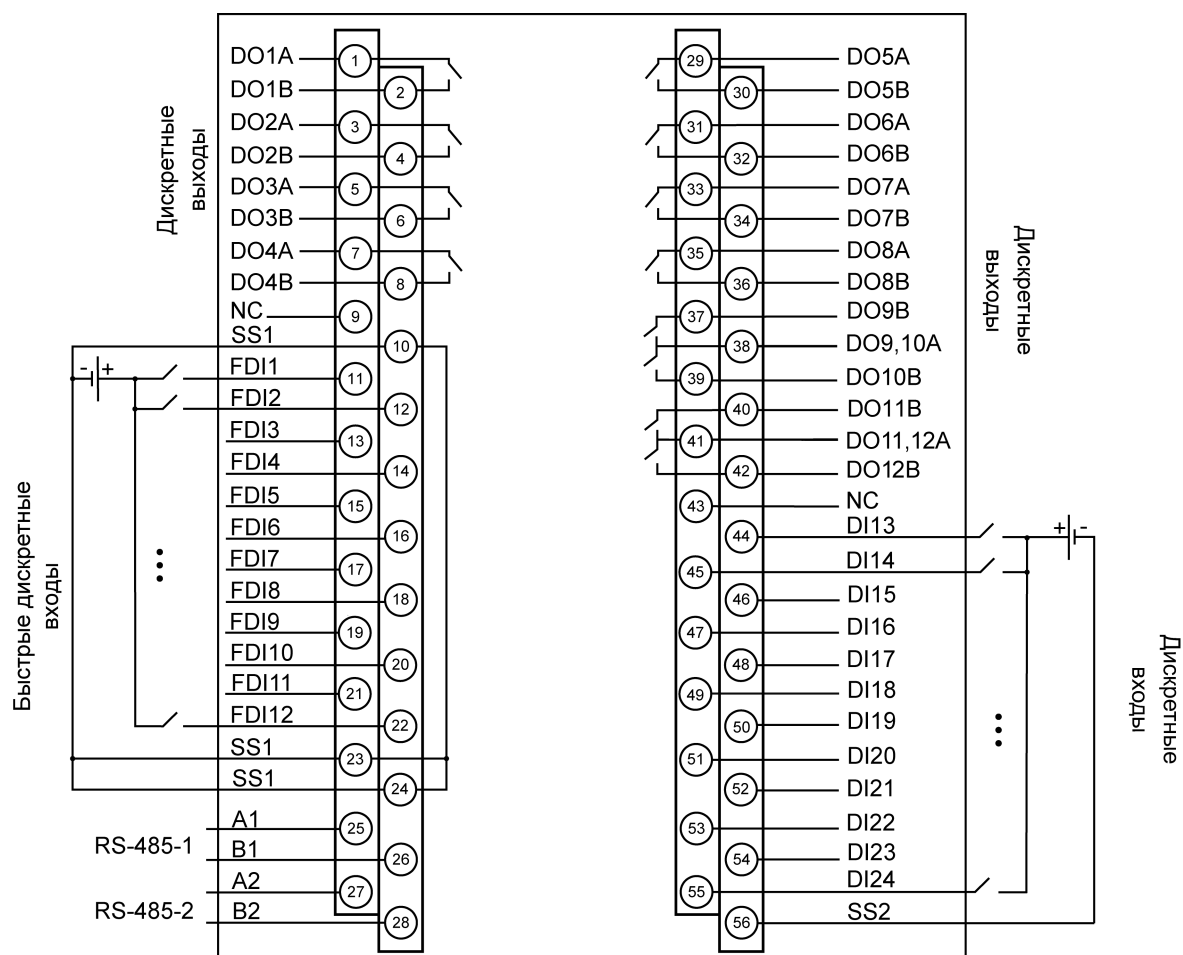 Дискретные
выходы
DO1A 1
DO1B 2
DO2A 3
DO2B 4
DO3A 5
DO3B 6
DO4A 7
DO4B 8
NC 9
SS1 10
- +
FDI1 11
FDI2 12
FDI3 13
FDI4 14
FDI5 15
FDI6 16
FDI7 17
FDI8 18
FDI9 19
FDI10 20
FDI11 21
FDI12 22
SS1 23
SS1 24
Быстрые дискретные
входы
RS-485-1
A1 25
B1 26
RS-485-2
A2 27
B2 28
29 DO5A
30 DO5B
31 DO6A
32 DO6B
33 DO7A
34 DO7B
35 DO8A
36 DO8B
37 DO9B
38 DO9,10A
39 DO10B
40 DO11B
41 DO11,12A
42 DO12B
43 NC
44 DI13
+ -
45 DI14
46 DI15
47 DI16
48 DI17
49 DI18
50 DI19
51 DI20
52 DI21
53 DI22
54 DI23
55 DI24
56 SS2
Дискретные
выходы
Дискретные
входы